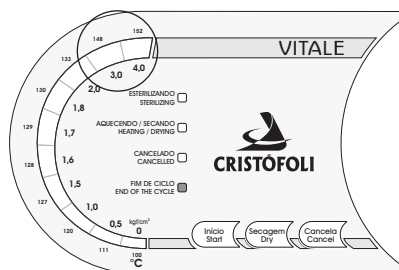 152
148
133
130
129
128
127
120
111
100
°C
4,0
3,0
2,0
1,8
1,7
1,6
1,5
1,0
0,5
0
kgf/cm²
VITALE
ESTERILIZANDO
STERILIZING
AQUECENDO / SECANDO
HEATING / DRYING
CANCELADO
CANCELLED
FIM DE CICLO
END OF THE CYCLE
CRISTÓFOLI
Início
Start
Secagem
Dry
Cancela
Cancel